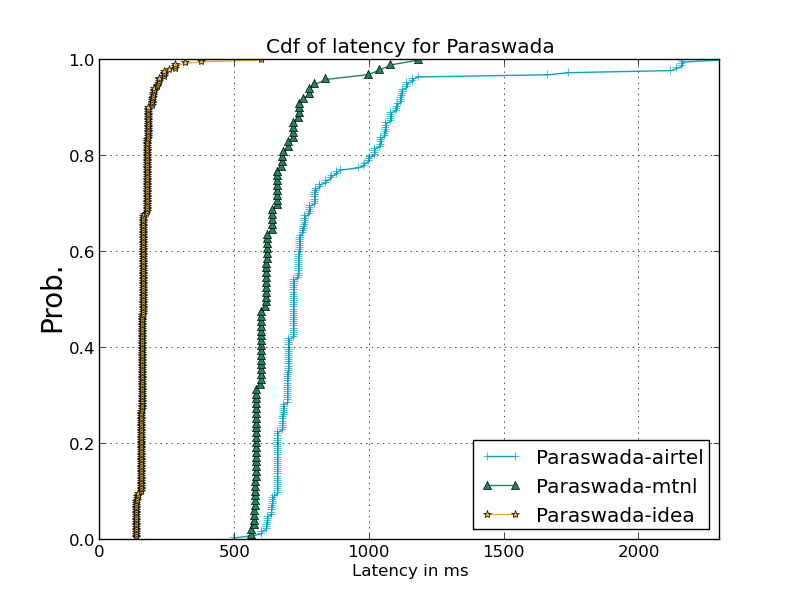 Cdf of latency for Paraswada
1.0
0.8
0.6
0.4
0.2
0.0
Prob.
0 500 1000 1500 2000
Latency in ms
Paraswada-airtel
Paraswada-mtnl
Paraswada-idea